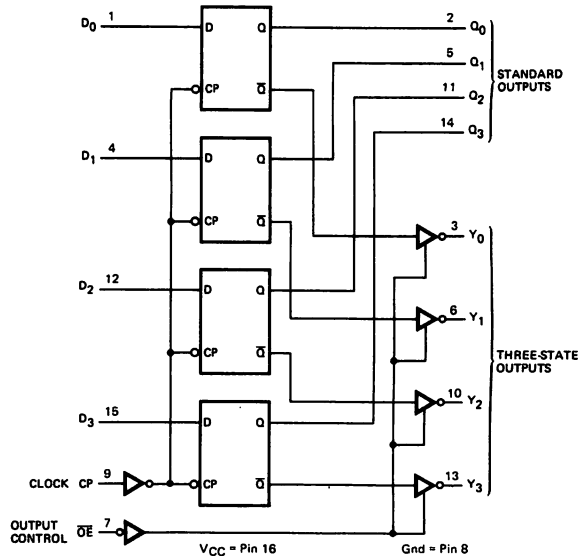 D0 1 D Q 2 Q0
5 Q1
STANDARD
OUTPUTS
CP Q̅ 11 Q2
14 Q3
D1 4 D Q
CP Q̅ 3 Y0
D2 12 D Q
6 Y1
THREE-STATE
OUTPUTS
CP Q̅
10 Y2
D3 15 D Q
CLOCK CP 9 CP Q̅ 13 Y3
OUTPUT
CONTROL O̅E̅ 7
VCC = Pin 16 Gnd = Pin 8